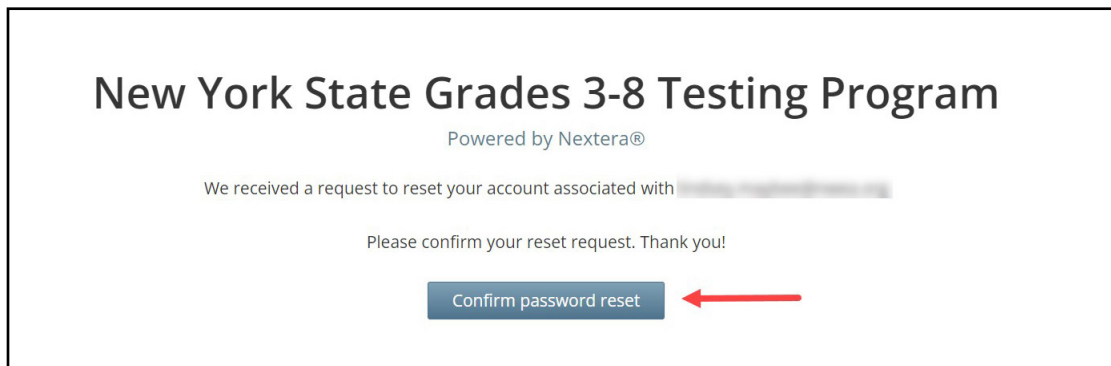 New York State Grades 3-8 Testing Program
Powered by Nextera®
We received a request to reset your account associated with
Please confirm your reset request. Thank you!
Confirm password reset